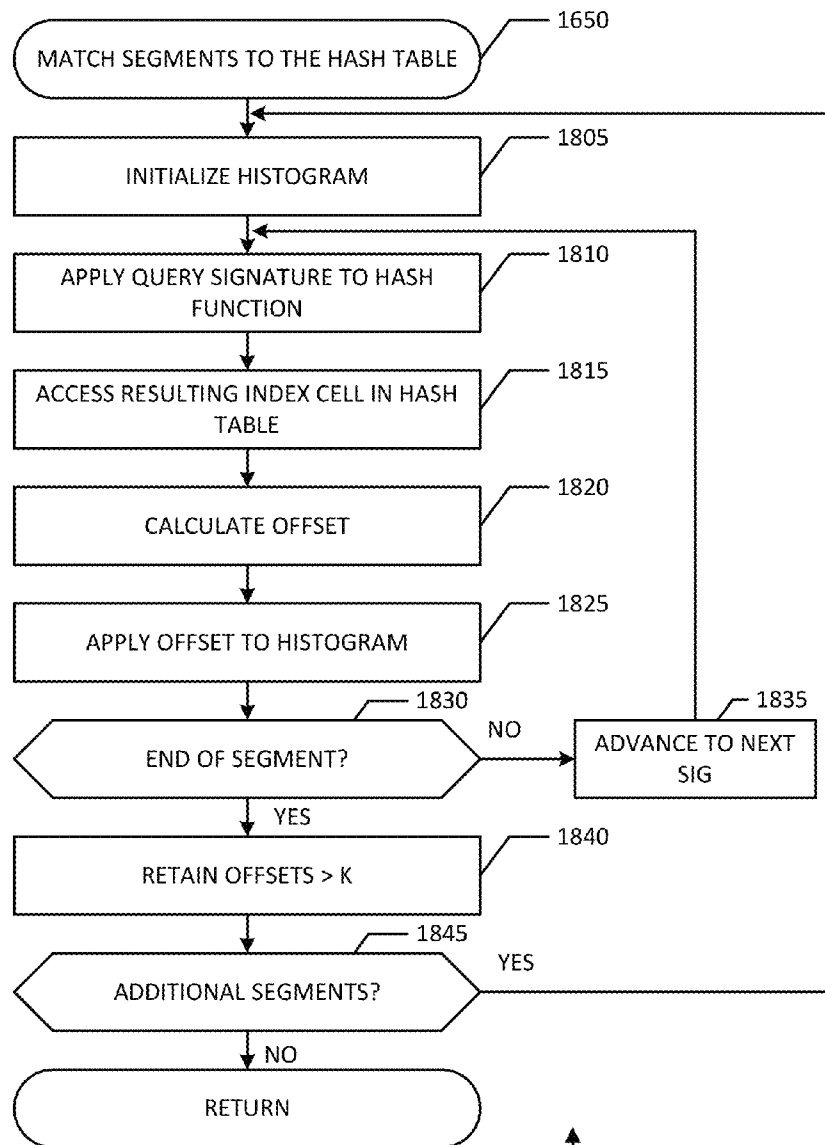 1650
MATCH SEGMENTS TO THE HASH TABLE
1805
INITIALIZE HISTOGRAM
1810
APPLY QUERY SIGNATURE TO HASH
FUNCTION
1815
ACCESS RESULTING INDEX CELL IN HASH
TABLE
1820
CALCULATE OFFSET
1825
APPLY OFFSET TO HISTOGRAM
1830
END OF SEGMENT?
NO
1835
ADVANCE TO NEXT
SIG
YES
1840
RETAIN OFFSETS > K
1845
ADDITIONAL SEGMENTS?
YES
NO
RETURN